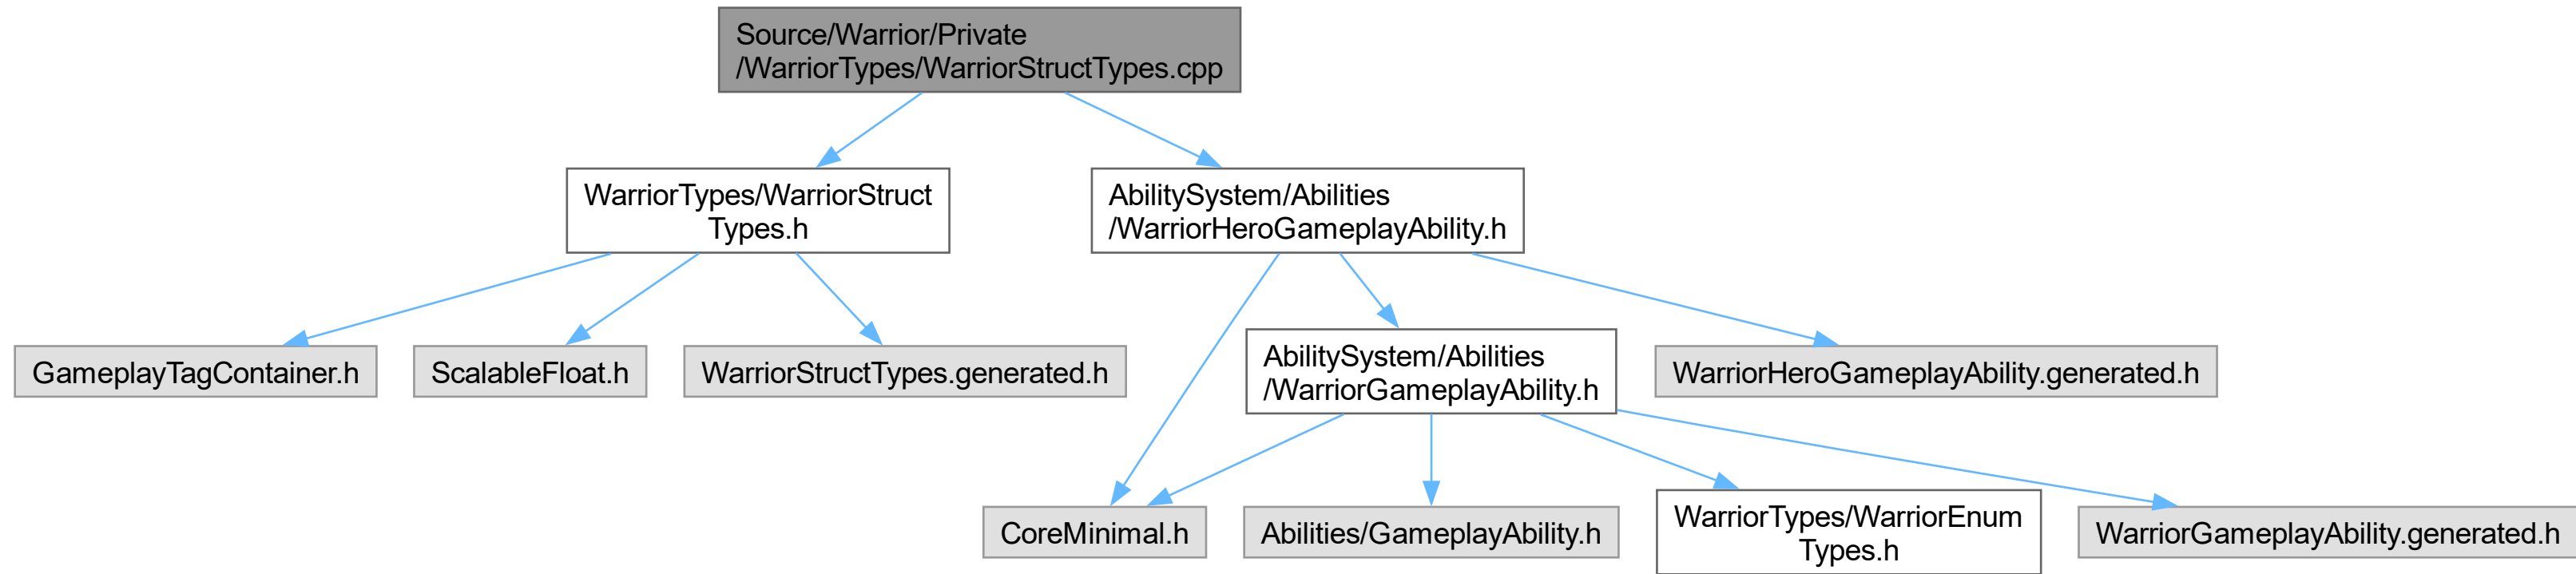 Source/Warrior/Private
/WarriorTypes/WarriorStructTypes.cpp
WarriorTypes/WarriorStruct
Types.h
AbilitySystem/Abilities
/WarriorHeroGameplayAbility.h
GameplayTagContainer.h
ScalableFloat.h
WarriorStructTypes.generated.h
AbilitySystem/Abilities
/WarriorGameplayAbility.h
WarriorHeroGameplayAbility.generated.h
CoreMinimal.h
Abilities/GameplayAbility.h
WarriorTypes/WarriorEnum
Types.h
WarriorGameplayAbility.generated.h